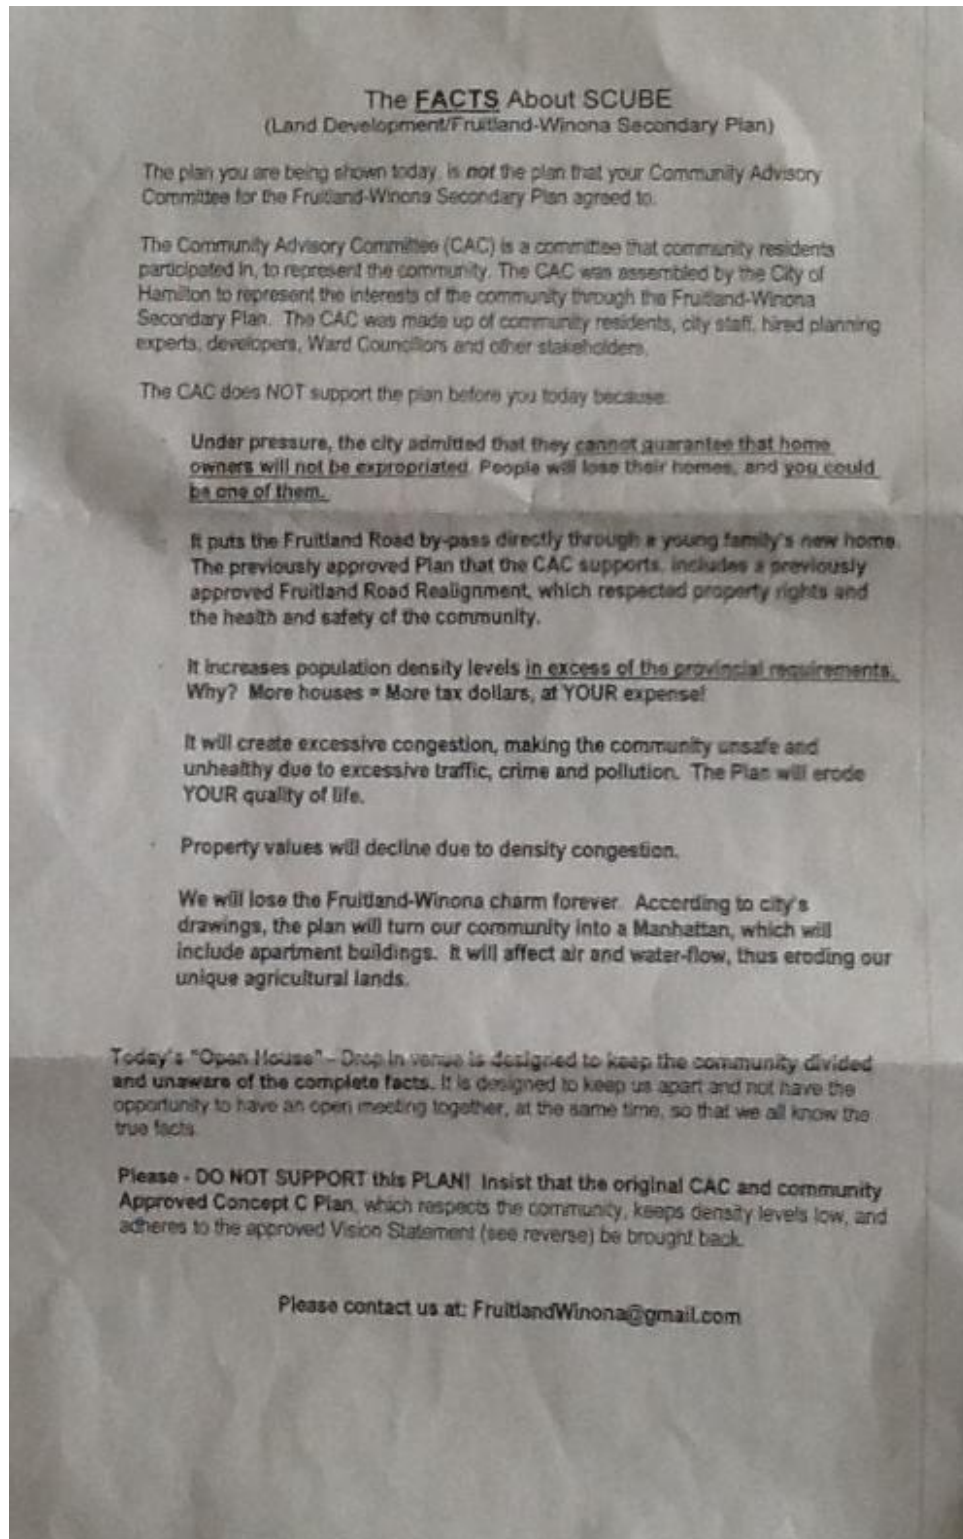 The FACTS About SCUBE
(Land Development/Fruitland-Winona Secondary Plan)
The plan you are being shown today, is not the plan that your Community Advisory
Committee for the Fruitland-Winona Secondary Plan agreed to.
The Community Advisory Committee (CAC) is a committee that community residents
participated in, to represent the community. The CAC was assembled by the City of
Hamilton to represent the interests of the community through the Fruitland-Winona
Secondary Plan. The CAC was made up of community residents, city staff, hired planning
experts, developers, Ward Councillors and other stakeholders.
The CAC does NOT support the plan before you today because:
· Under pressure, the city admitted that they cannot guarantee that home
owners will not be expropriated. People will lose their homes, and you could
be one of them.
· It puts the Fruitland Road by-pass directly through a young family's new home.
The previously approved Plan that the CAC supports, includes a previously
approved Fruitland Road Realignment, which respected property rights and
the health and safety of the community.
· It increases population density levels in excess of the provincial requirements.
Why? More houses = More tax dollars, at YOUR expense!
It will create excessive congestion, making the community unsafe and
unhealthy due to excessive traffic, crime and pollution. The Plan will erode
YOUR quality of life.
· Property values will decline due to density congestion.
We will lose the Fruitland-Winona charm forever. According to city's
drawings, the plan will turn our community into a Manhattan, which will
include apartment buildings. It will affect air and water-flow, thus eroding our
unique agricultural lands.
Today's "Open House" - Drop In venue is designed to keep the community divided
and unaware of the complete facts. It is designed to keep us apart and not have the
opportunity to have an open meeting together, at the same time, so that we all know the
true facts.
Please - DO NOT SUPPORT this PLAN! Insist that the original CAC and community
Approved Concept C Plan, which respects the community, keeps density levels low, and
adheres to the approved Vision Statement (see reverse) be brought back.
Please contact us at: FruitlandWinona@gmail.com